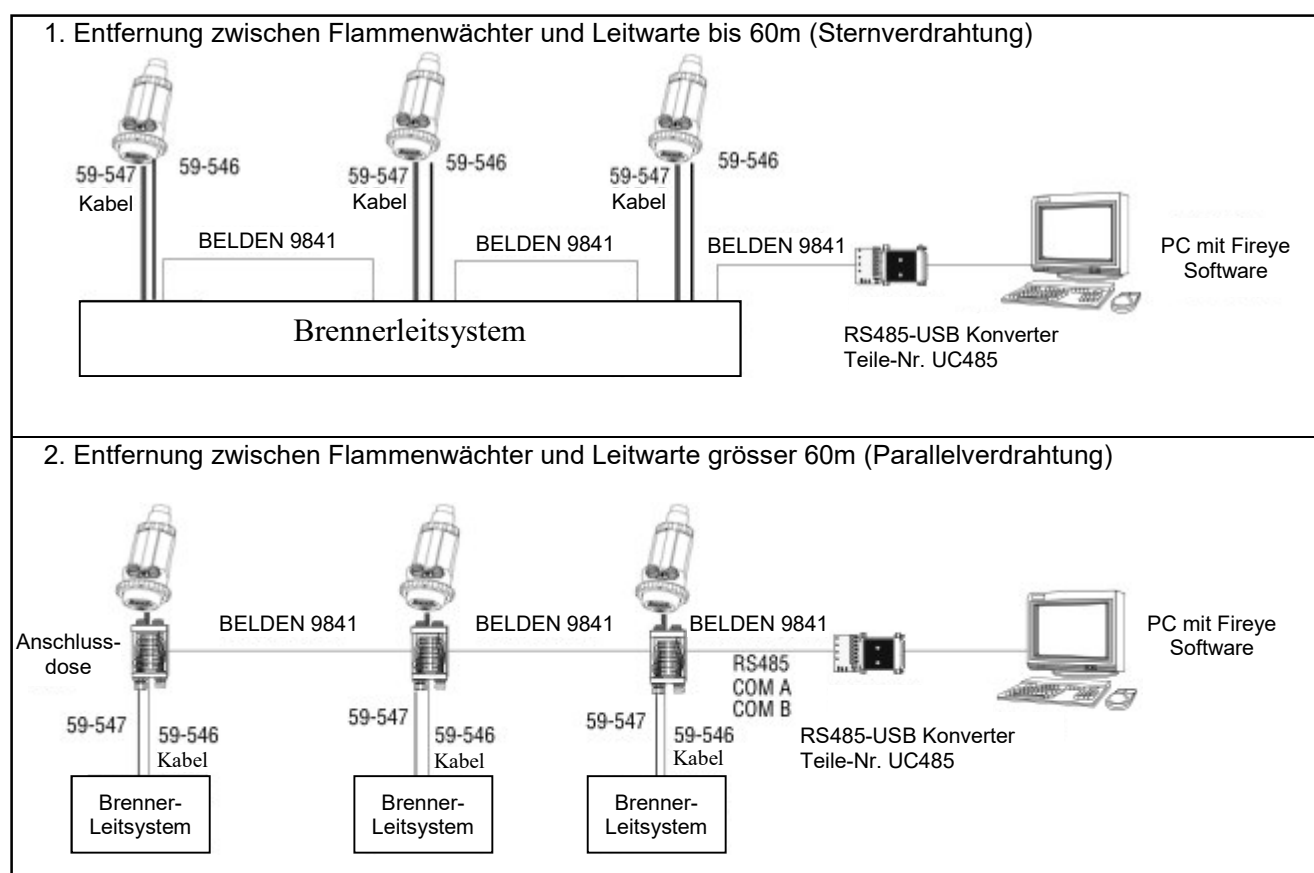 1. Entfernung zwischen Flammenwächter und Leitwarte bis 60m (Sternverdrahtung)
59-547
Kabel
59-546
59-547
Kabel
59-546
59-547
Kabel
59-546
BELDEN 9841
BELDEN 9841
BELDEN 9841
PC mit Fireye
Software
Brennerleitsystem
RS485-USB Konverter
Teile-Nr. UC485
2. Entfernung zwischen Flammenwächter und Leitwarte grösser 60m (Parallelverdrahtung)
Anschluss-
dose
BELDEN 9841
BELDEN 9841
BELDEN 9841
RS485
COM A
COM B
PC mit Fireye
Software
RS485-USB Konverter
Teile-Nr. UC485
59-547
59-546
Kabel
59-547
59-546
Kabel
59-547
59-546
Kabel
Brenner-
Leitsystem
Brenner-
Leitsystem
Brenner-
Leitsystem